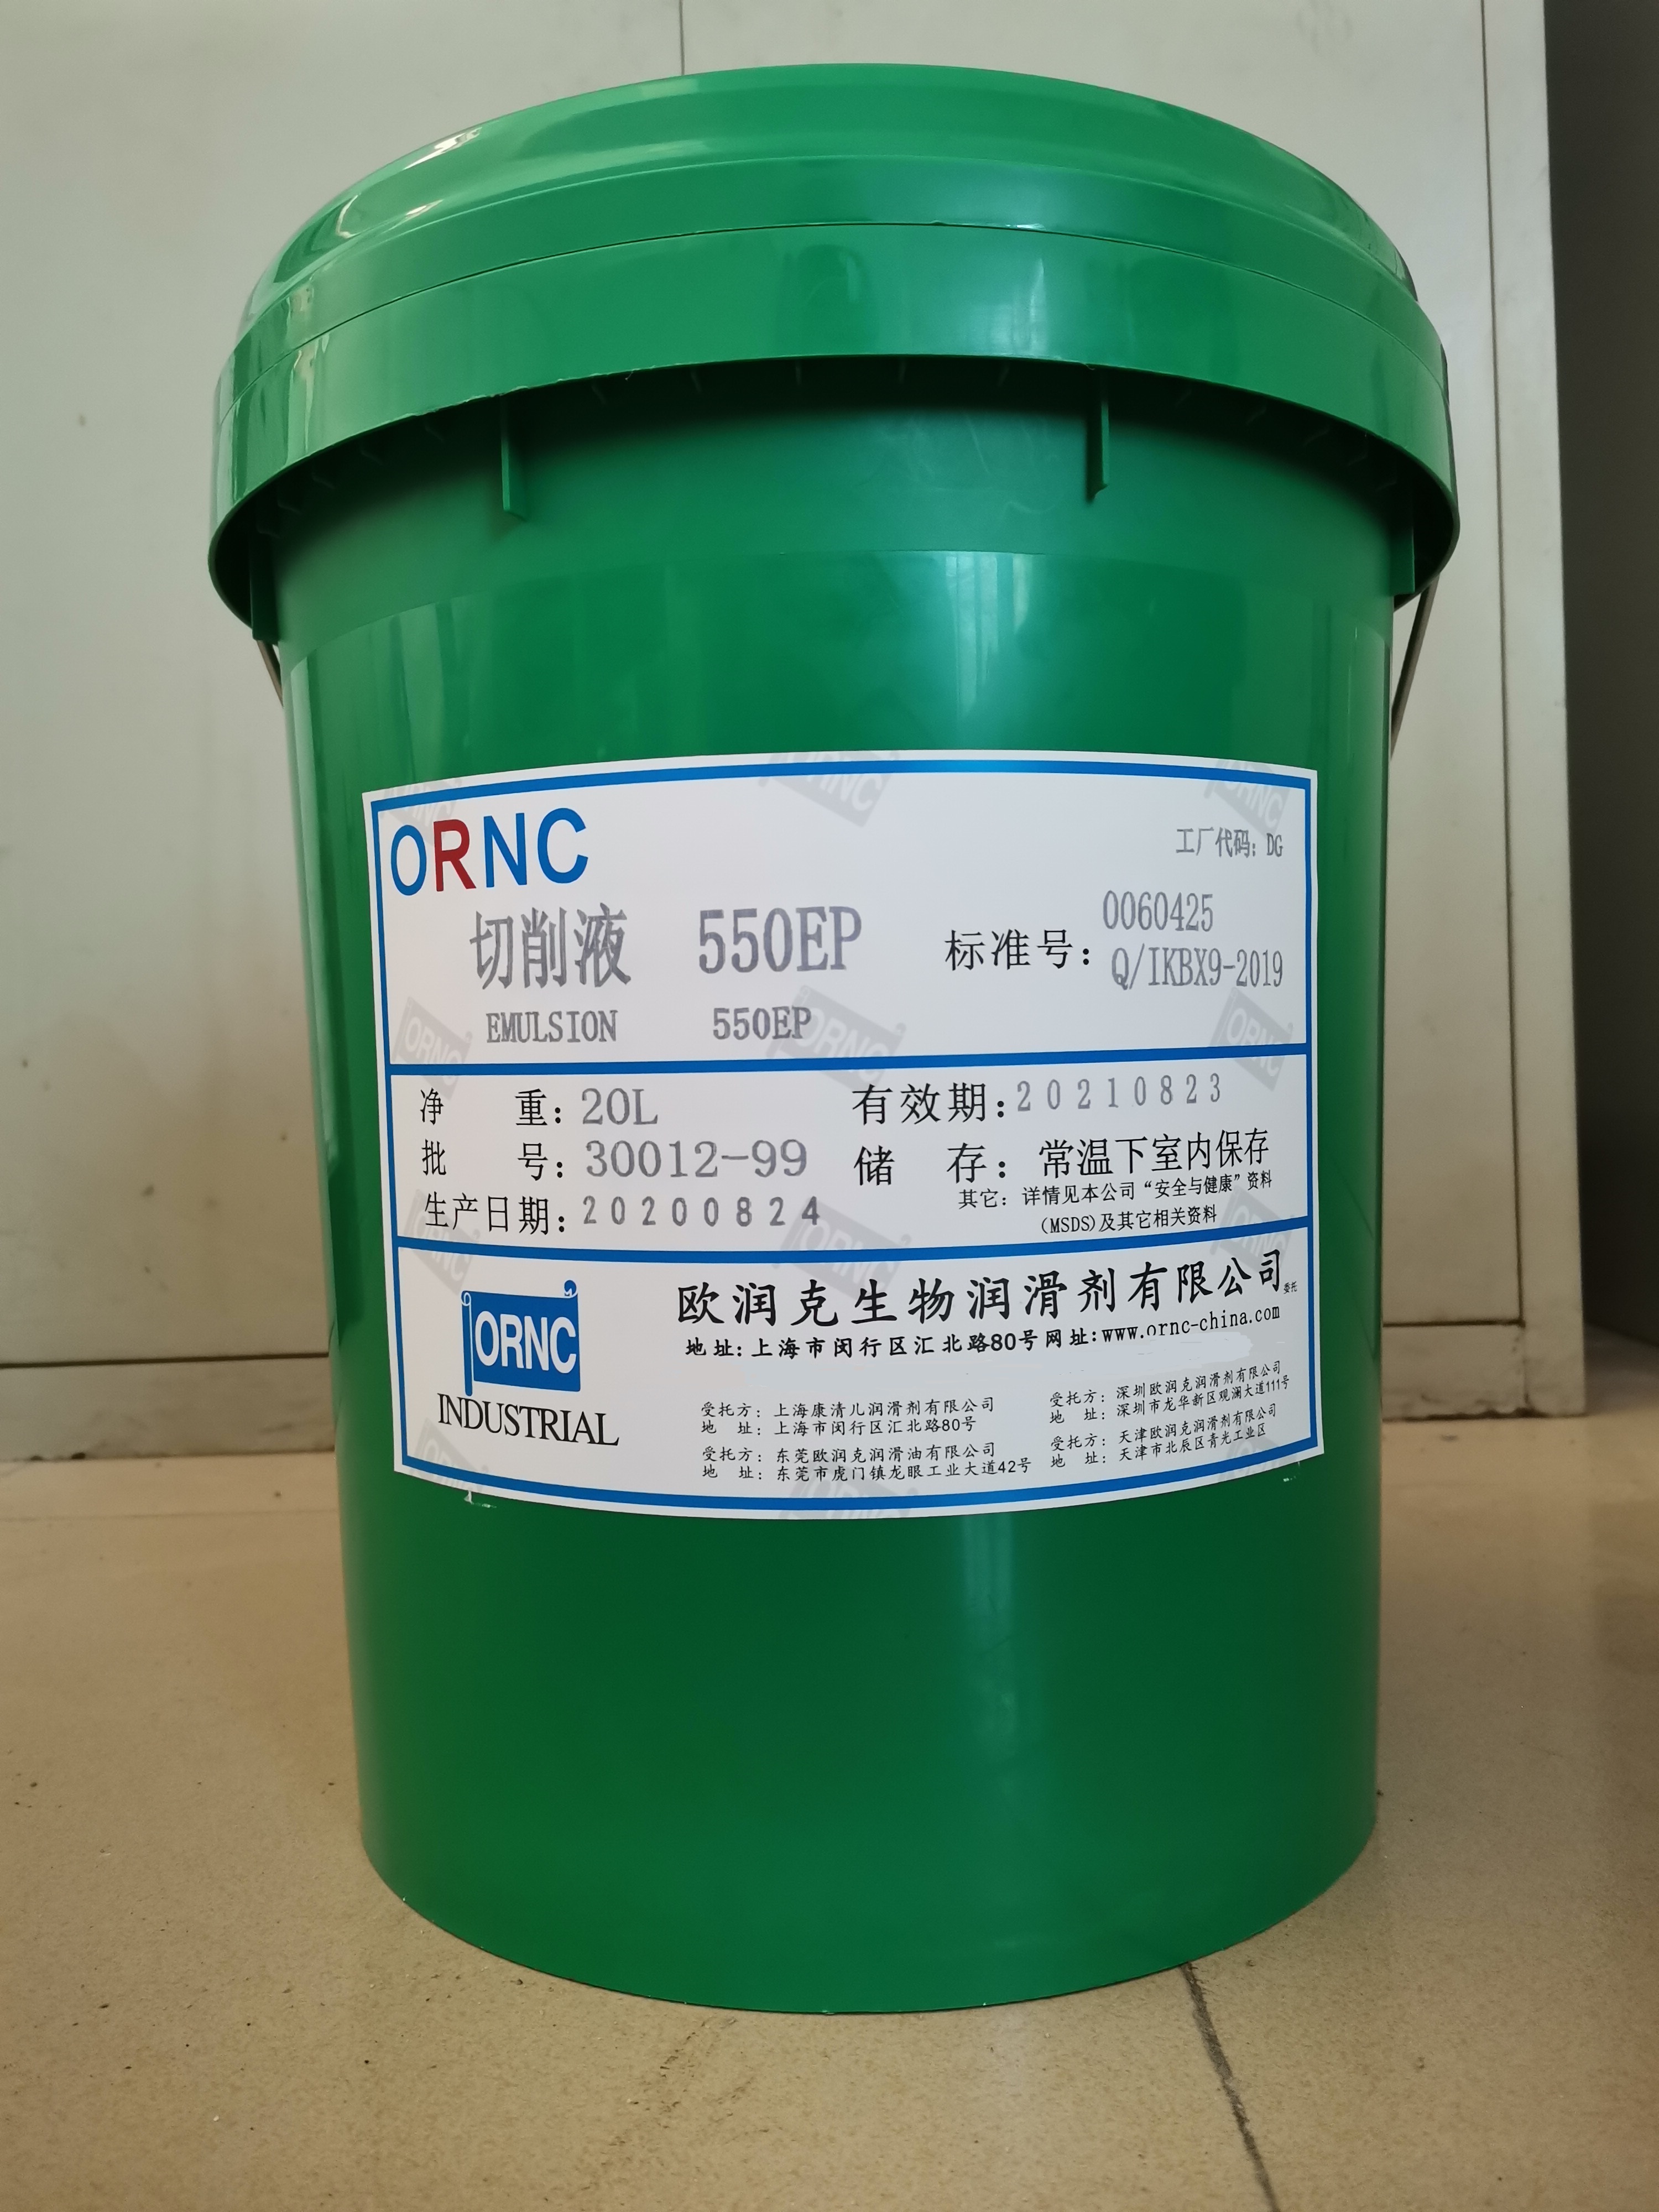 ORNC
工厂代码: DG
切削液 550EP
标准号: 0060425
Q/IKBX9-2019
EMULSION 550EP
净 重: 20L
有效期: 20210823
批 号: 30012-99
储 存: 常温下室内保存
生产日期: 20200824
其它: 详情见本公司“安全与健康”资料
(MSDS)及其它相关资料
ORNC
INDUSTRIAL
欧润克生物润滑剂有限公司 委托
地址: 上海市闵行区汇北路80号 网址: www.ornc-china.com
受托方: 上海康清儿润滑剂有限公司
地 址: 上海市闵行区汇北路80号
受托方: 东莞欧润克润滑油有限公司
地 址: 东莞市虎门镇龙眼工业大道42号
受托方: 深圳欧润克润滑剂有限公司
地 址: 深圳市龙华新区观澜大道111号
受托方: 天津欧润克润滑剂有限公司
地 址: 天津市北辰区青光工业区